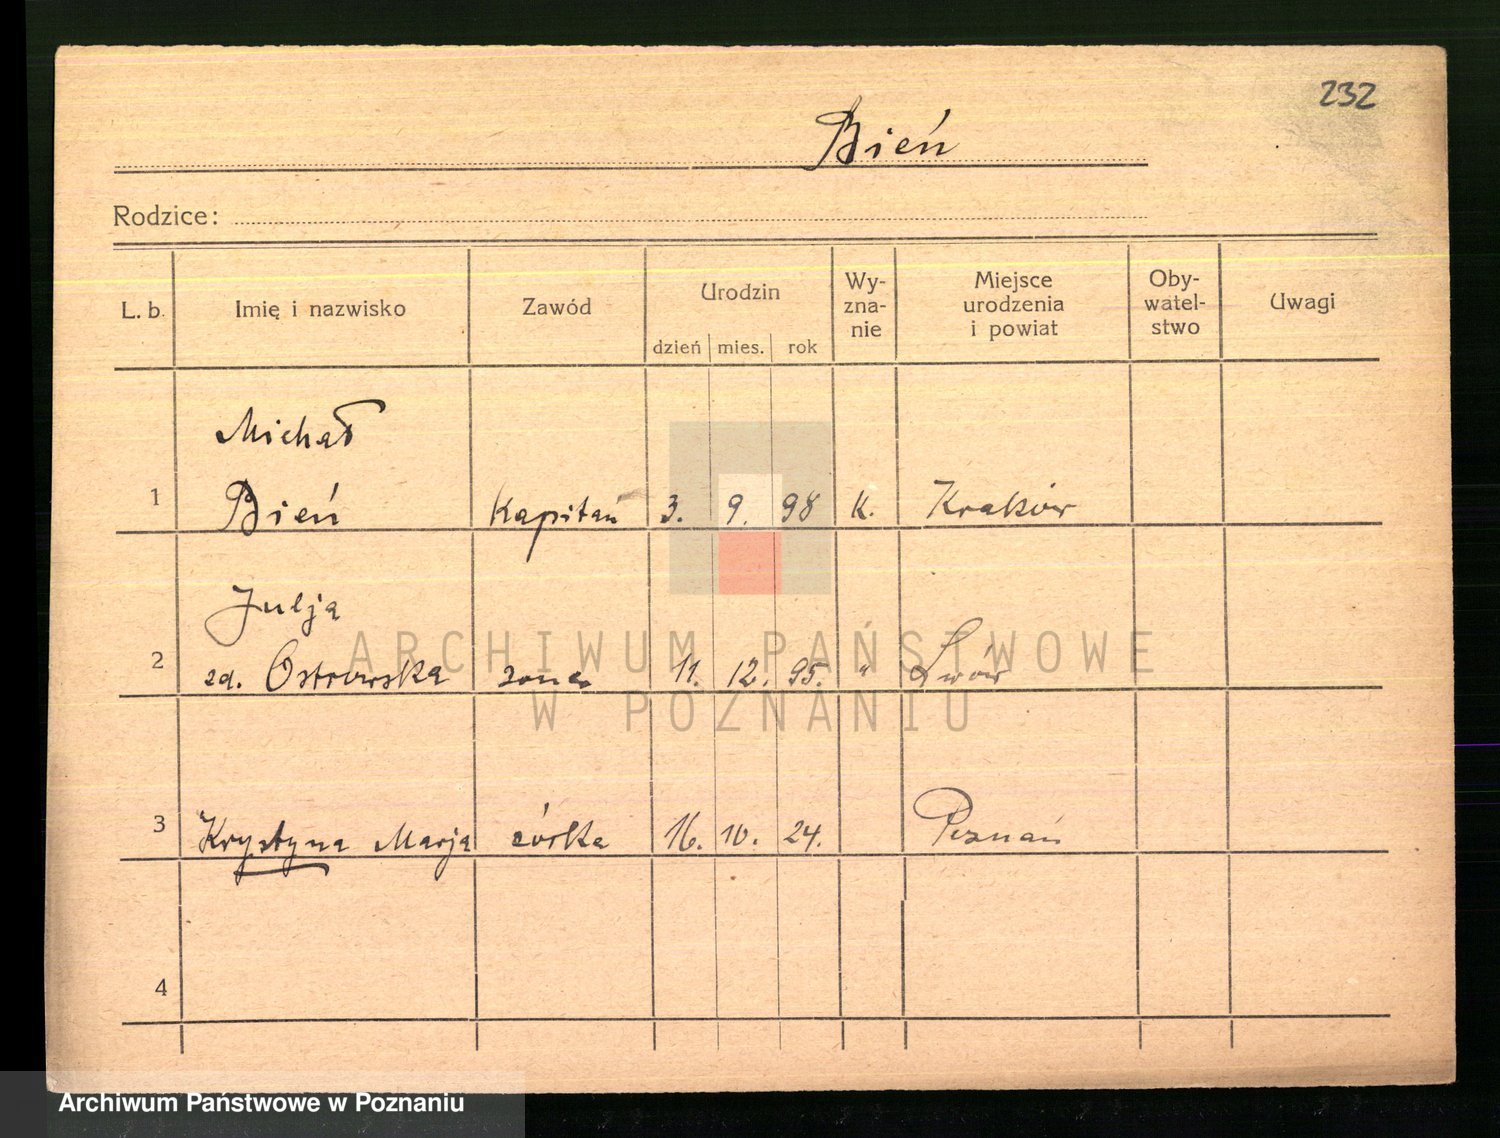 232
Bień
Rodzice:
L. b. Imię i nazwisko Zawód Urodzin dzień mies. rok Wy-zna-nie Miejsce urodzenia i powiat Oby-watel-stwo Uwagi
Michał
1 Bień Kapitań 3. 9. 98 K. Kraków
Julja
2 zd. Ostrowska żona 11. 12. 95. " Lwów
ARCHIWUM PAŃSTWOWE
W POZNANIU
3 Krystyna Marja córka 16. 10. 24. Poznań
4
Archiwum Państwowe w Poznaniu